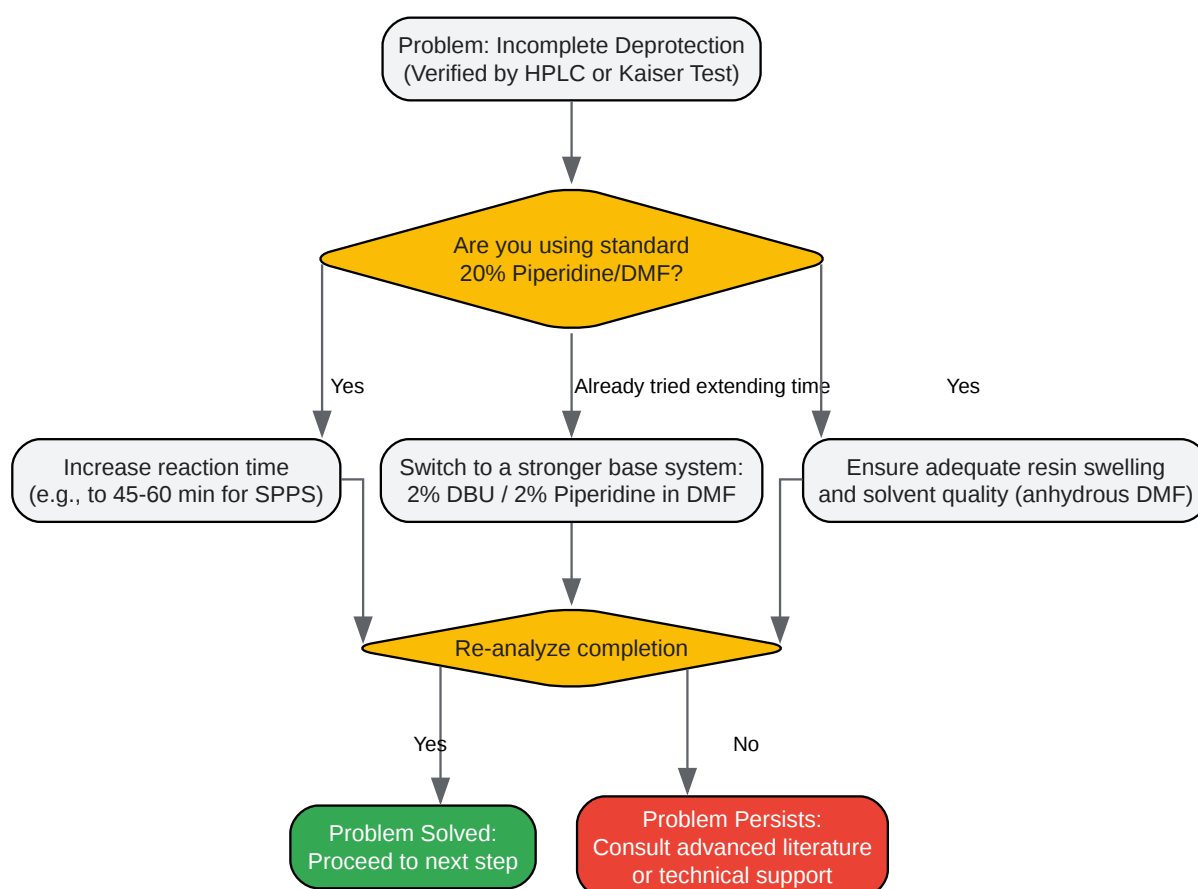 Problem: Incomplete Deprotection
(Verified by HPLC or Kaiser Test)
Are you using standard
20% Piperidine/DMF?
Yes
Already tried extending time
Yes
Increase reaction time
(e.g., to 45-60 min for SPPS)
Switch to a stronger base system:
2% DBU / 2% Piperidine in DMF
Ensure adequate resin swelling
and solvent quality (anhydrous DMF)
Re-analyze completion
Yes
No
Problem Solved:
Proceed to next step
Problem Persists:
Consult advanced literature
or technical support